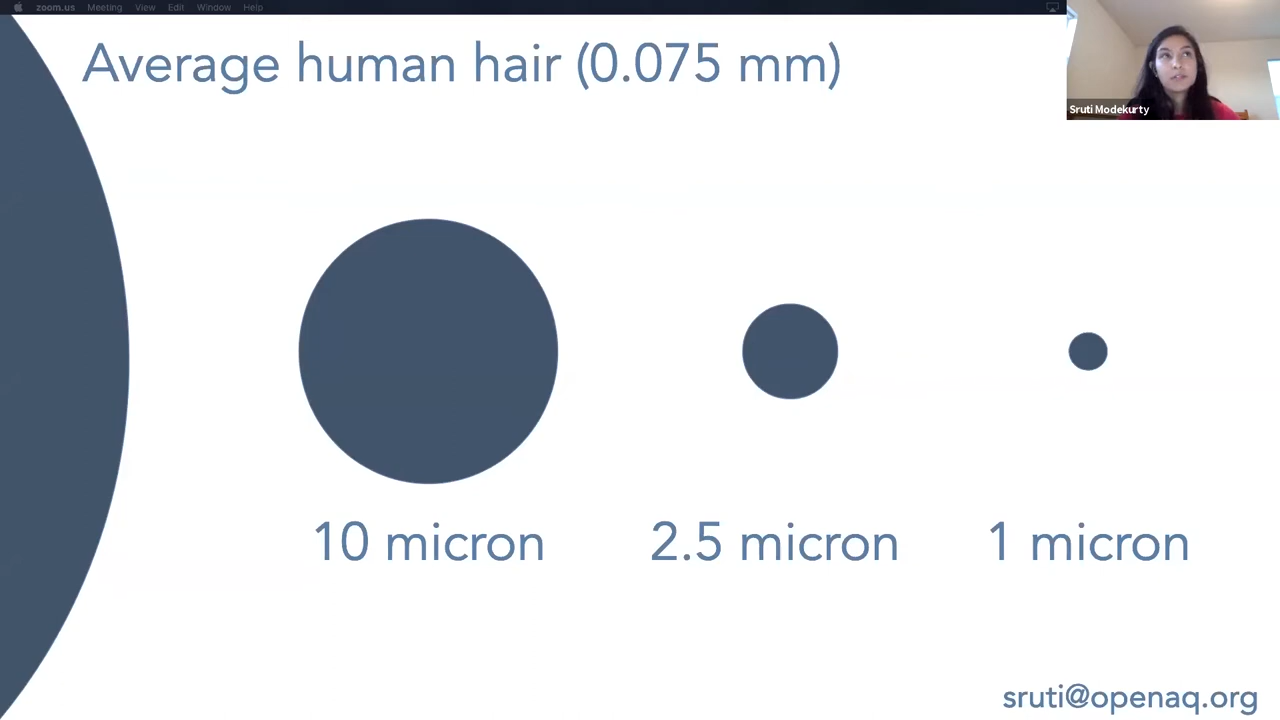 zoom.us Meeting View Edit Window Help
Average human hair (0.075 mm)
Sruti Modekurty
10 micron 2.5 micron 1 micron
sruti@openaq.org